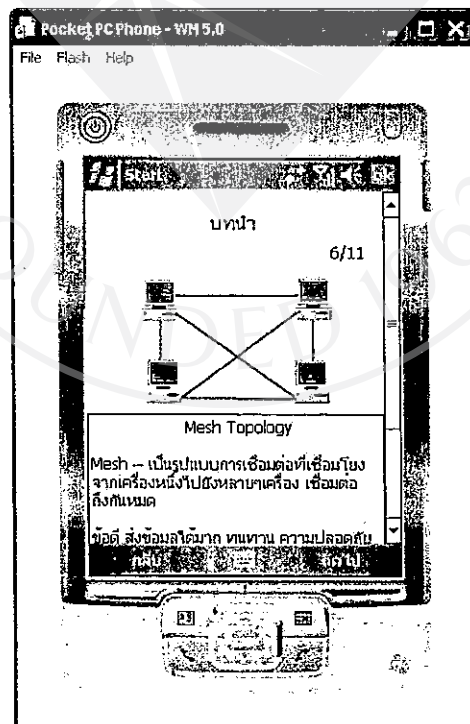 Pocket PC Phone - WM 5.0
File Flash Help
Start
บทนำ
6/11
Mesh Topology
Mesh -- เป็นรูปแบบการเชื่อมต่อที่เชื่อมโยง
จากเครื่องหนึ่งไปยังหลายๆเครื่อง เชื่อมต่อ
ถึงกันหมด
ข้อดี ส่งข้อมูลได้มาก ทนทาน ความปลอดภัย